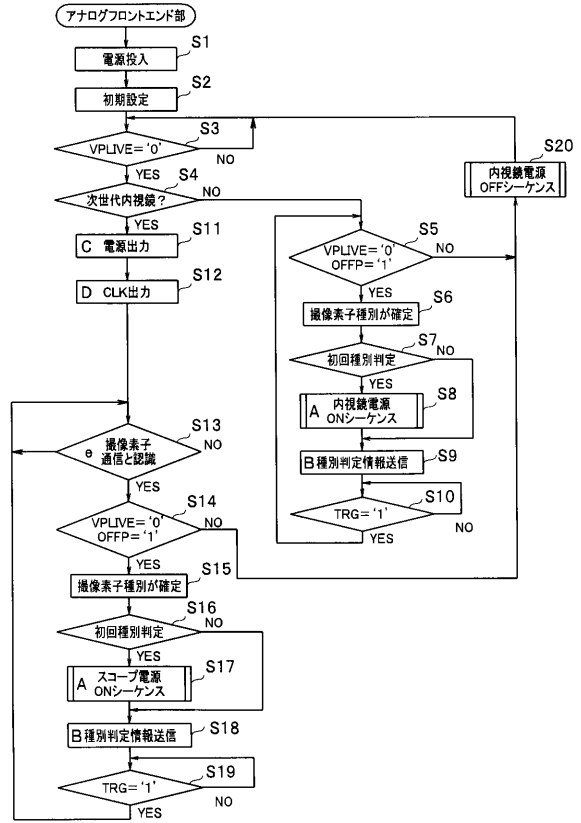 アナログフロントエンド部
S1
電源投入
S2
初期設定
S3
VPLIVE='0'
NO
YES
S4
次世代内視鏡?
NO
YES
S11
C 電源出力
S12
D CLK出力
S20
内視鏡電源
OFFシーケンス
S5
VPLIVE='0'
OFFP='1'
NO
YES
S6
撮像素子種別が確定
S7
初回種別判定
NO
YES
S8
A 内視鏡電源
ONシーケンス
S9
B種別判定情報送信
S10
TRG='1'
NO
YES
S13
e 撮像素子
通信と認識
NO
YES
S14
VPLIVE='0'
OFFP='1'
NO
YES
S15
撮像素子種別が確定
S16
初回種別判定
NO
YES
S17
A スコープ電源
ONシーケンス
S18
B種別判定情報送信
S19
TRG='1'
NO
YES